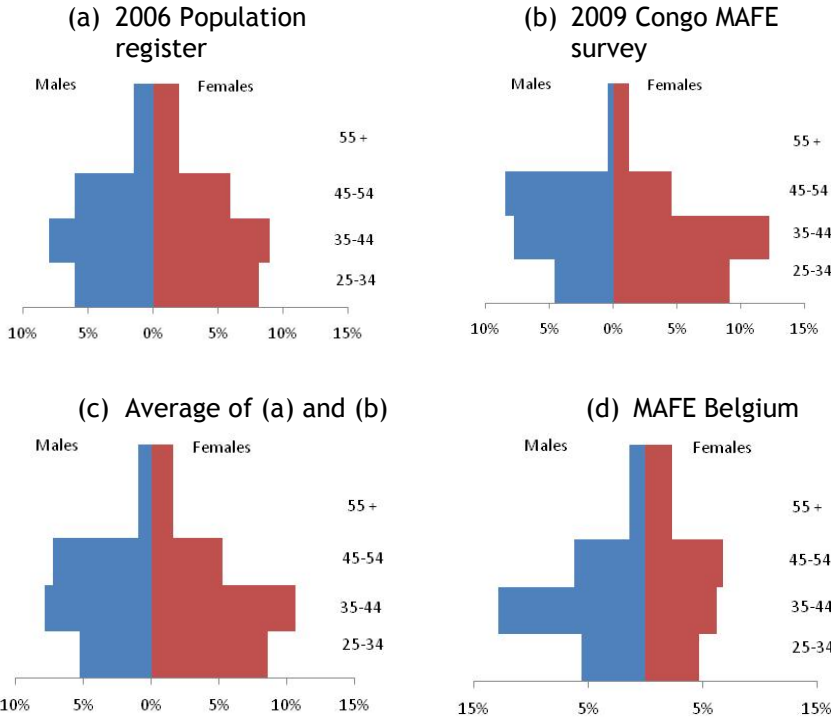 (a) 2006 Population
register
Males Females
55 +
45-54
35-44
25-34
10% 5% 0% 5% 10% 15%
(b) 2009 Congo MAFE
survey
Males Females
55 +
45-54
35-44
25-34
10% 5% 0% 5% 10% 15%
(c) Average of (a) and (b)
Males Females
55 +
45-54
35-44
25-34
10% 5% 0% 5% 10% 15%
(d) MAFE Belgium
Males Females
55 +
45-54
35-44
25-34
15% 5% 5% 15%